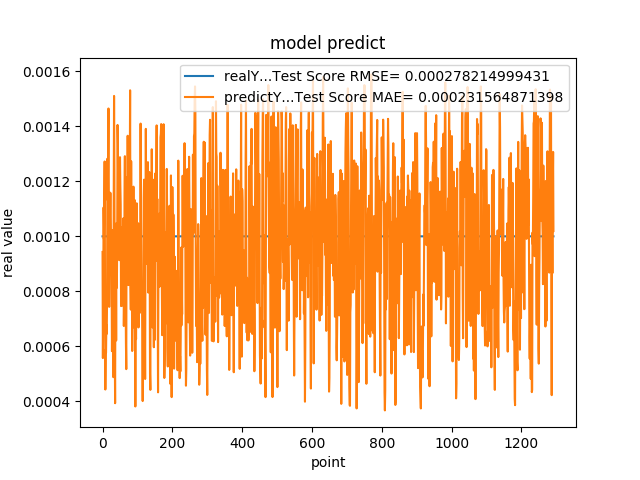 model predict
realY...Test Score RMSE= 0.000278214999431
predictY...Test Score MAE= 0.000231564871398
0.0016
0.0014
0.0012
0.0010
0.0008
0.0006
0.0004
real value
0 200 400 600 800 1000 1200
point